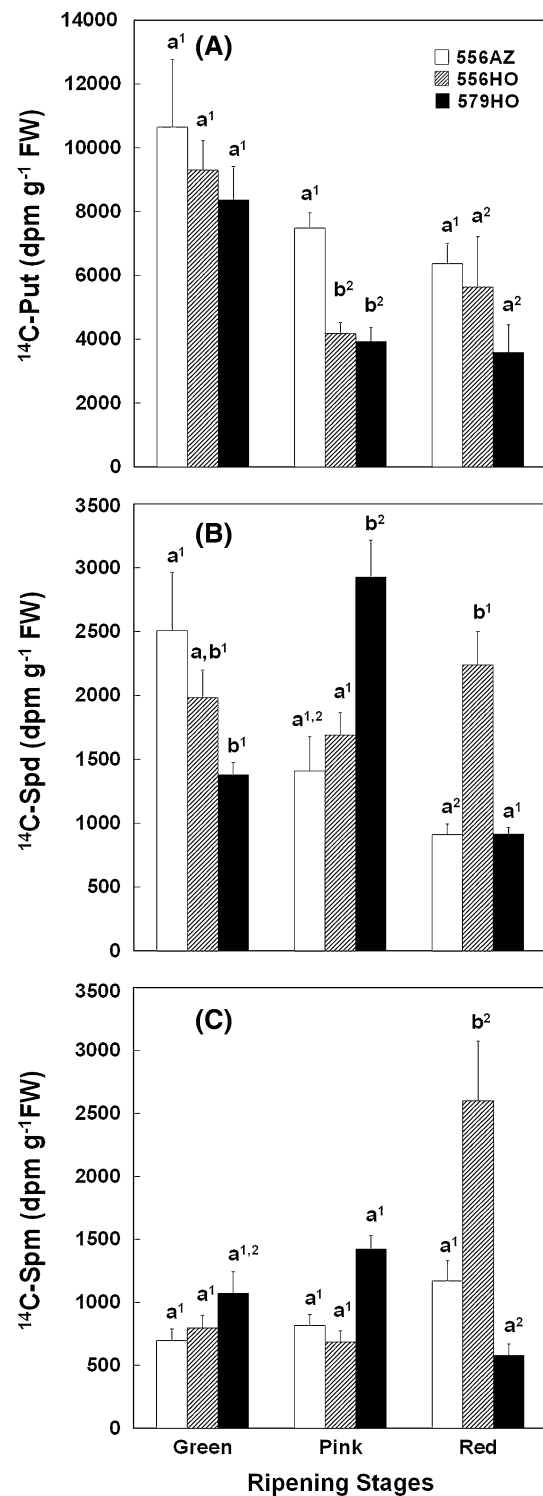 (A)
556AZ
556HO
579HO
¹⁴C-Put (dpm g⁻¹ FW)
14000
12000
10000
8000
6000
4000
2000
0
a¹ a¹ a¹ a¹ b² b² a¹ a² a²
(B)
¹⁴C-Spd (dpm g⁻¹ FW)
3500
3000
2500
2000
1500
1000
500
0
a¹ a,b¹ b¹ a¹,² a¹ b² a² b¹ a¹
(C)
¹⁴C-Spm (dpm g⁻¹FW)
3500
3000
2500
2000
1500
1000
500
0
a¹ a¹ a¹,² a¹ a¹ a¹ a¹ b² a²
Green Pink Red
Ripening Stages